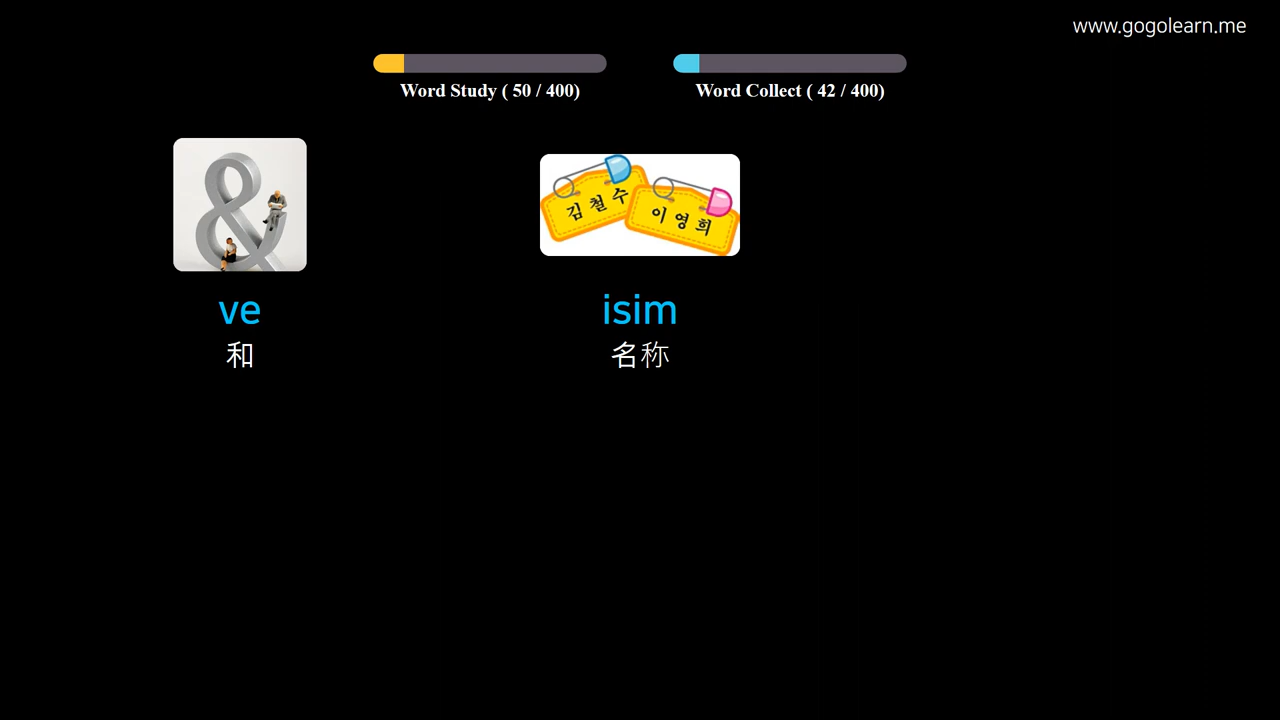 www.gogolearn.me
Word Study ( 50 / 400)
Word Collect ( 42 / 400)
김철수
이영희
ve
isim
和
名称